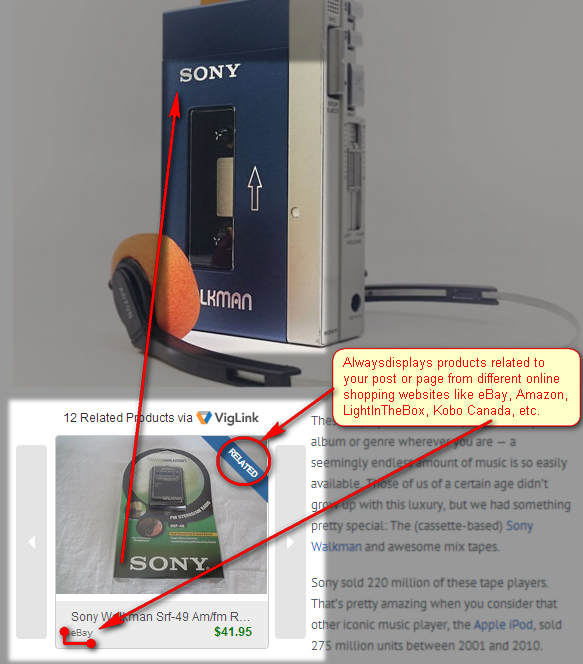 SONY
WALKMAN
Alwaysdisplays products related to
your post or page from different online
shopping websites like eBay, Amazon,
LightInTheBox, Kobo Canada, etc.
12 Related Products via VigLink
RELATED
SONY
Sony Walkman Srf-49 Am/fm R...
eBay
$41.95
album or genre wherever you are — a
seemingly endless amount of music is so easily
available. Those of us of a certain age didn't
grow up with this luxury, but we had something
pretty special: The (cassette-based) Sony
Walkman and awesome mix tapes.
Sony sold 220 million of these tape players.
That's pretty amazing when you consider that
other iconic music player, the Apple iPod, sold
275 million units between 2001 and 2010.